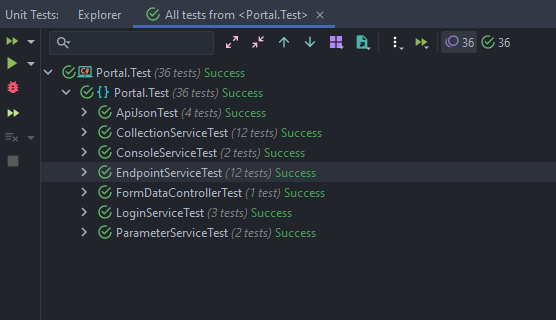 Unit Tests: Explorer All tests from <Portal.Test> ×
36 36
C# Portal.Test (36 tests) Success
{} Portal.Test (36 tests) Success
ApiJsonTest (4 tests) Success
CollectionServiceTest (12 tests) Success
ConsoleServiceTest (2 tests) Success
EndpointServiceTest (12 tests) Success
FormDataControllerTest (1 test) Success
LoginServiceTest (3 tests) Success
ParameterServiceTest (2 tests) Success